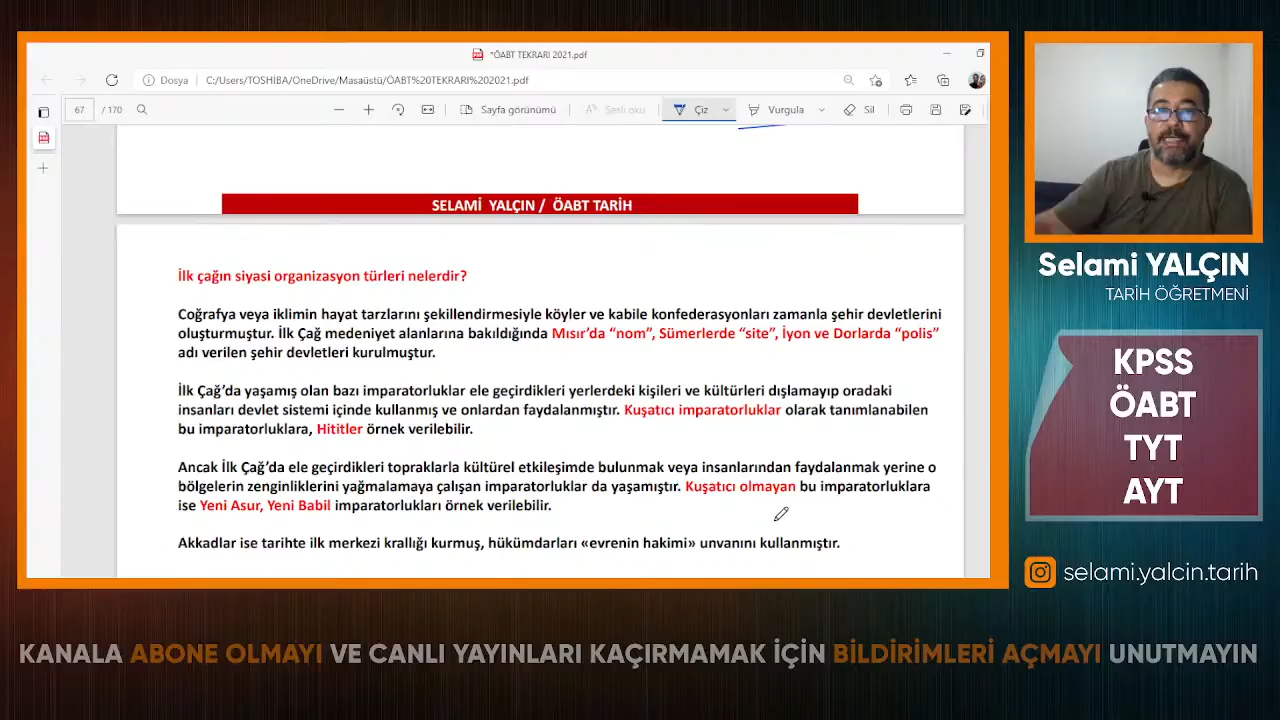 *ÖABT TEKRARI 2021.pdf
Dosya
C:/Users/TOSHIBA/OneDrive/Masaüstü/ÖABT%20TEKRARI%202021.pdf
67 / 170
Sayfa görünümü
Sesli oku
Çiz
Vurgula
Sil
SELAMİ YALÇIN / ÖABT TARİH
İlk çağın siyasi organizasyon türleri nelerdir?
Coğrafya veya iklimin hayat tarzlarını şekillendirmesiyle köyler ve kabile konfederasyonları zamanla şehir devletlerini
oluşturmuştur. İlk Çağ medeniyet alanlarına bakıldığında Mısır’da “nom”, Sümerlerde “site”, İyon ve Dorlarda “polis”
adı verilen şehir devletleri kurulmuştur.
İlk Çağ’da yaşamış olan bazı imparatorluklar ele geçirdikleri yerlerdeki kişileri ve kültürleri dışlamayıp oradaki
insanları devlet sistemi içinde kullanmış ve onlardan faydalanmıştır. Kuşatıcı imparatorluklar olarak tanımlanabilen
bu imparatorluklara, Hititler örnek verilebilir.
Ancak İlk Çağ’da ele geçirdikleri topraklarla kültürel etkileşimde bulunmak veya insanlarından faydalanmak yerine o
bölgelerin zenginliklerini yağmalamaya çalışan imparatorluklar da yaşamıştır. Kuşatıcı olmayan bu imparatorluklara
ise Yeni Asur, Yeni Babil imparatorlukları örnek verilebilir.
Akkadlar ise tarihte ilk merkezi krallığı kurmuş, hükümdarları «evrenin hakimi» unvanını kullanmıştır.
Selami YALÇIN
TARİH ÖĞRETMENİ
KPSS
ÖABT
TYT
AYT
selami.yalcin.tarih
KANALA ABONE OLMAYI VE CANLI YAYINLARI KAÇIRMAMAK İÇİN BİLDİRİMLERİ AÇMAYI UNUTMAYIN